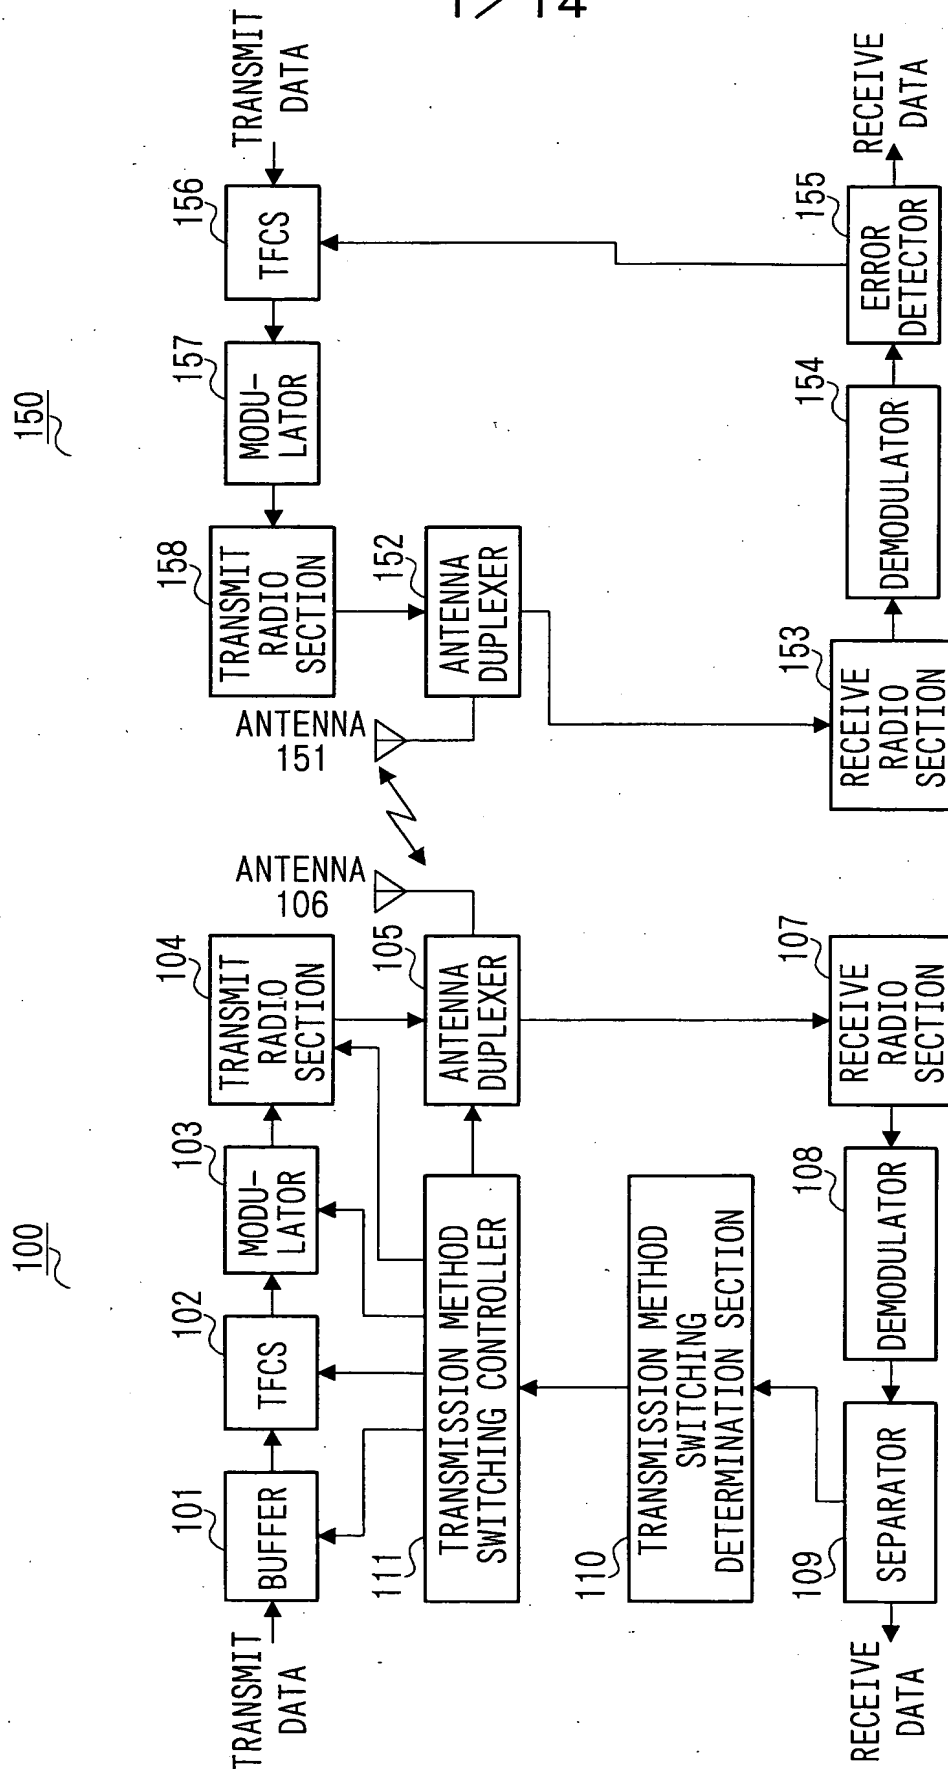 1/14
100
150
TRANSMIT
DATA
101
BUFFER
102
TFCS
103
MODU-
LATOR
104
TRANSMIT
RADIO
SECTION
111
TRANSMISSION METHOD
SWITCHING CONTROLLER
105
ANTENNA
DUPLEXER
ANTENNA
106
110
TRANSMISSION METHOD
SWITCHING
DETERMINATION SECTION
RECEIVE
DATA
109
SEPARATOR
108
DEMODULATOR
107
RECEIVE
RADIO
SECTION
ANTENNA
151
158
TRANSMIT
RADIO
SECTION
157
MODU-
LATOR
156
TFCS
TRANSMIT
DATA
152
ANTENNA
DUPLEXER
153
RECEIVE
RADIO
SECTION
154
DEMODULATOR
155
ERROR
DETECTOR
RECEIVE
DATA